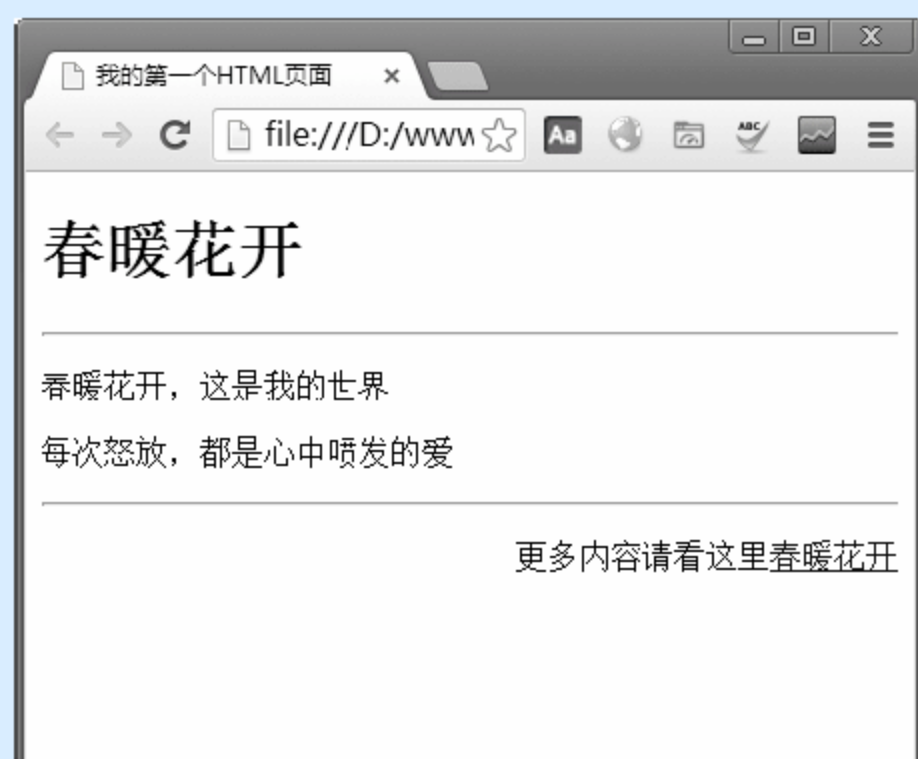 我的第一个HTML页面
file:///D:/www
Aa
ABC
春暖花开
春暖花开，这是我的世界
每次怒放，都是心中喷发的爱
更多内容请看这里春暖花开